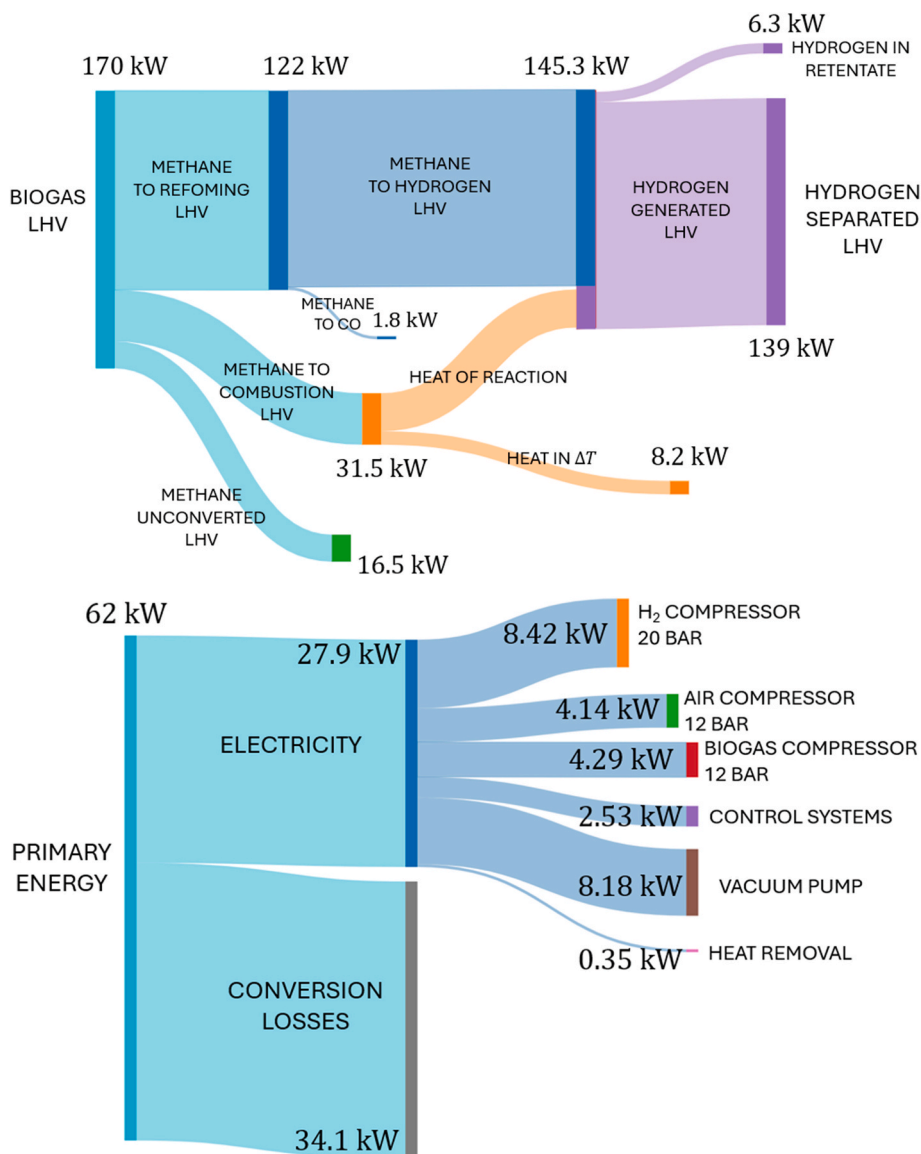 6.3 kW
170 kW
122 kW
145.3 kW
HYDROGEN IN
RETENTATE
BIOGAS
LHV
METHANE
TO REFOMING
LHV
METHANE
TO HYDROGEN
LHV
HYDROGEN
GENERATED
LHV
HYDROGEN
SEPARATED
LHV
METHANE
TO CO
1.8 kW
139 kW
METHANE TO
COMBUSTION
LHV
HEAT OF REACTION
31.5 kW
HEAT IN ΔT
8.2 kW
METHANE
UNCONVERTED
LHV
16.5 kW
62 kW
27.9 kW
8.42 kW
H₂ COMPRESSOR
20 BAR
4.14 kW
AIR COMPRESSOR
12 BAR
ELECTRICITY
4.29 kW
BIOGAS COMPRESSOR
12 BAR
2.53 kW
CONTROL SYSTEMS
PRIMARY
ENERGY
8.18 kW
VACUUM PUMP
0.35 kW
HEAT REMOVAL
CONVERSION
LOSSES
34.1 kW